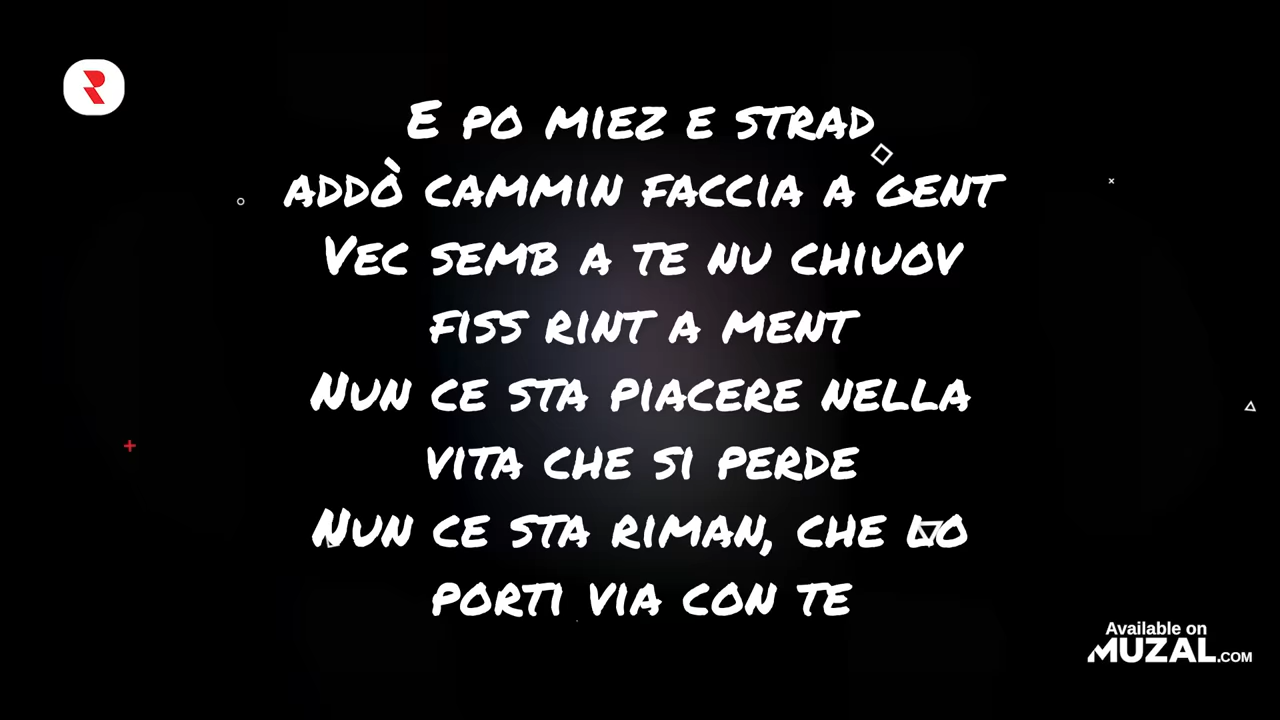 E PO MIEZ E STRAD
ADDÒ CAMMIN FACCIA A GENT
VEC SEMB A TE NU CHIUOV
FISS RINT A MENT
NUN CE STA PIACERE NELLA
VITA CHE SI PERDE
NUN CE STA RIMAN, CHE LO
PORTI VIA CON TE
Available on
MUZAL.COM